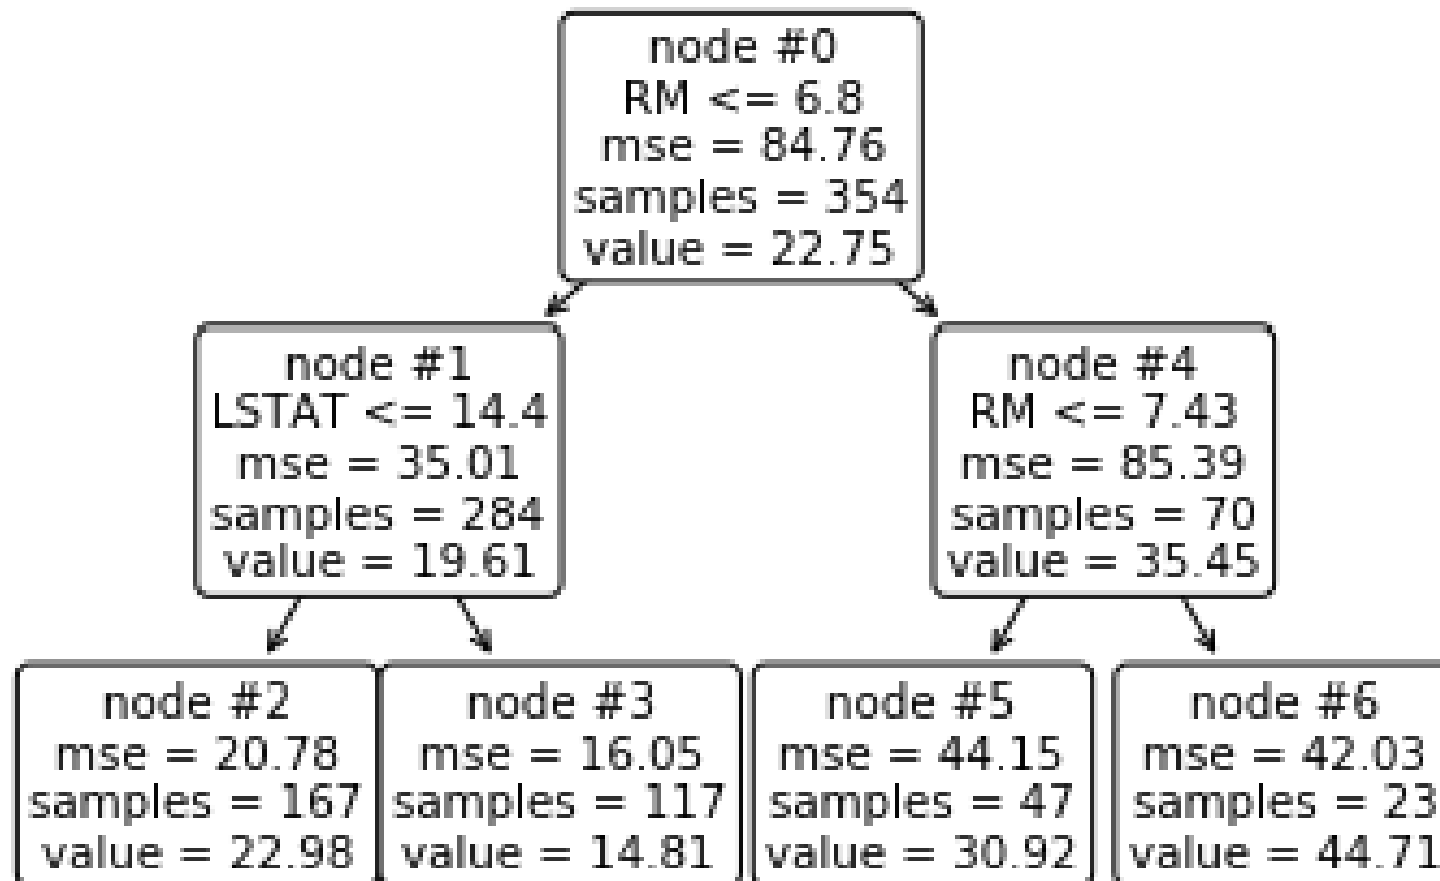 node #0
RM <= 6.8
mse = 84.76
samples = 354
value = 22.75
node #1
LSTAT <= 14.4
mse = 35.01
samples = 284
value = 19.61
node #4
RM <= 7.43
mse = 85.39
samples = 70
value = 35.45
node #2
mse = 20.78
samples = 167
value = 22.98
node #3
mse = 16.05
samples = 117
value = 14.81
node #5
mse = 44.15
samples = 47
value = 30.92
node #6
mse = 42.03
samples = 23
value = 44.71